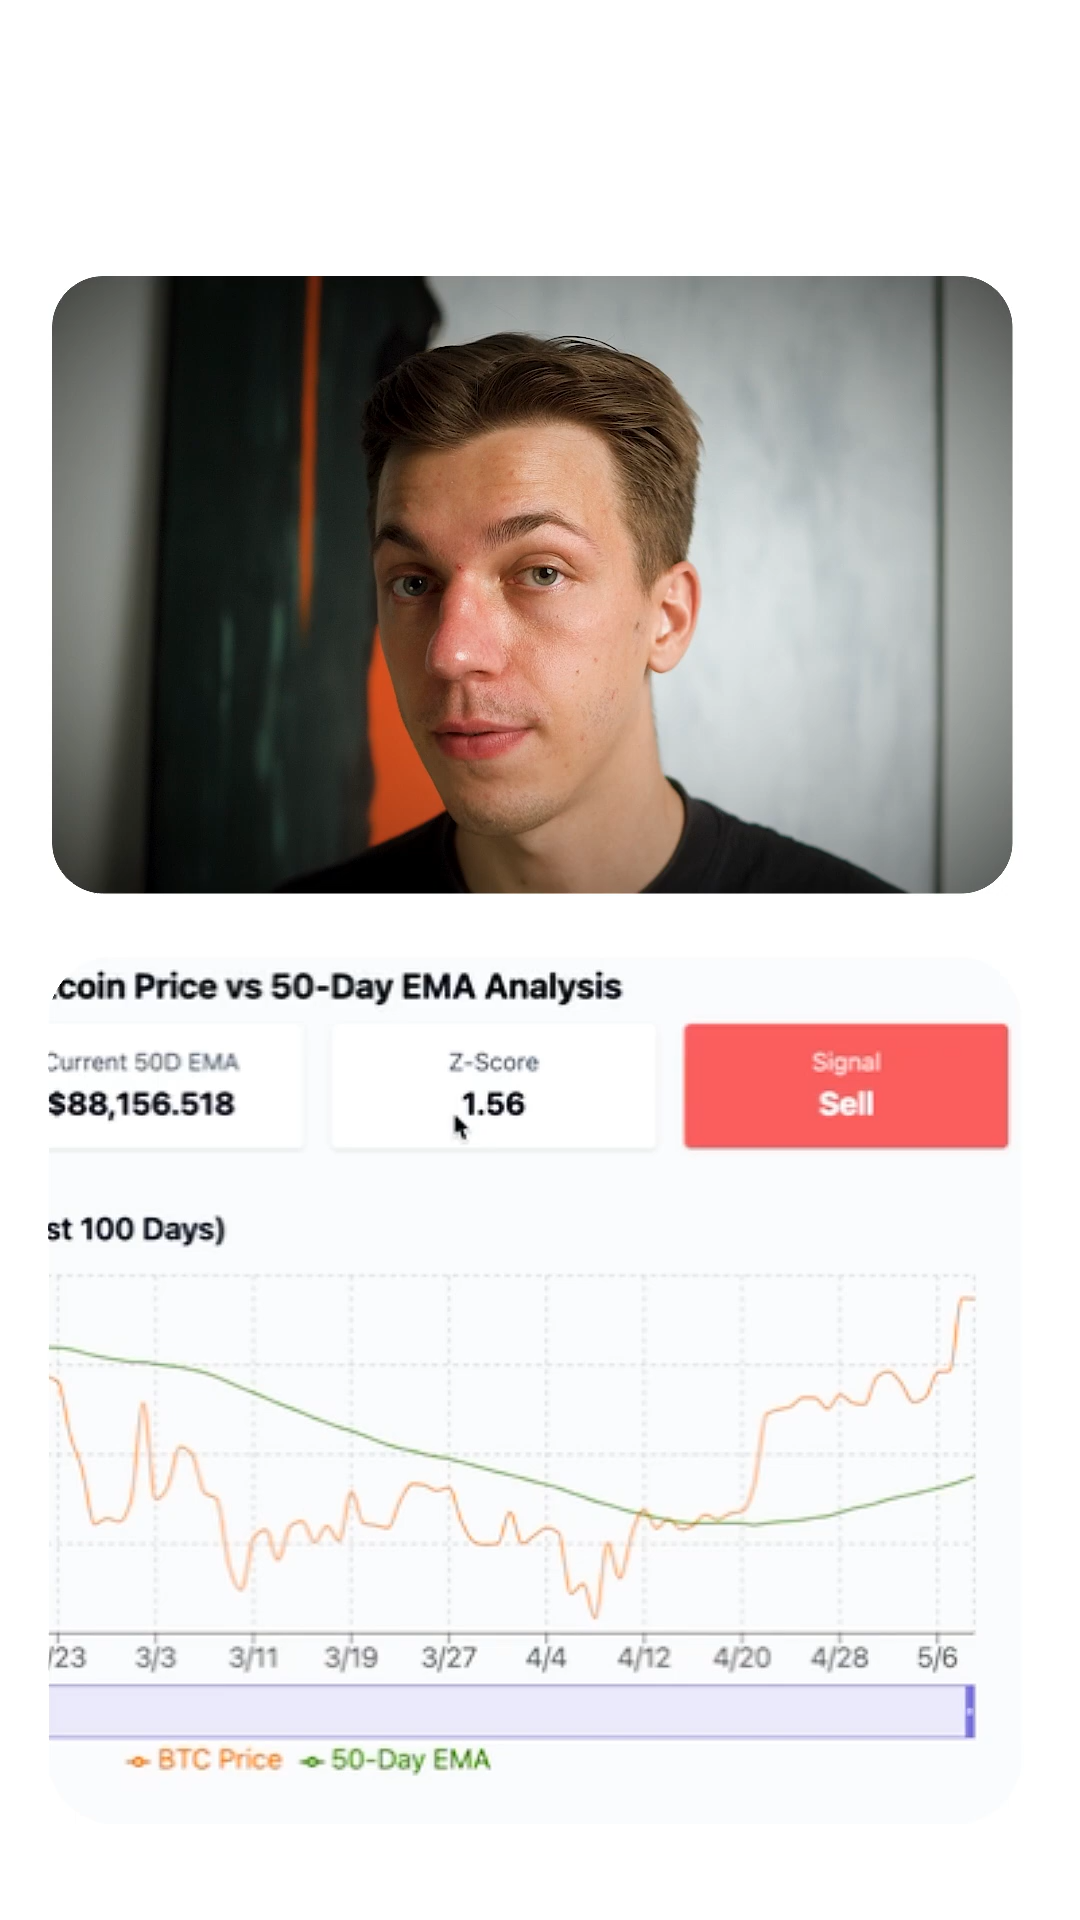 coin Price vs 50-Day EMA Analysis
Current 50D EMA
$88,156.518
Z-Score
1.56
Signal
Sell
st 100 Days)
/23 3/3 3/11 3/19 3/27 4/4 4/12 4/20 4/28 5/6
BTC Price 50-Day EMA